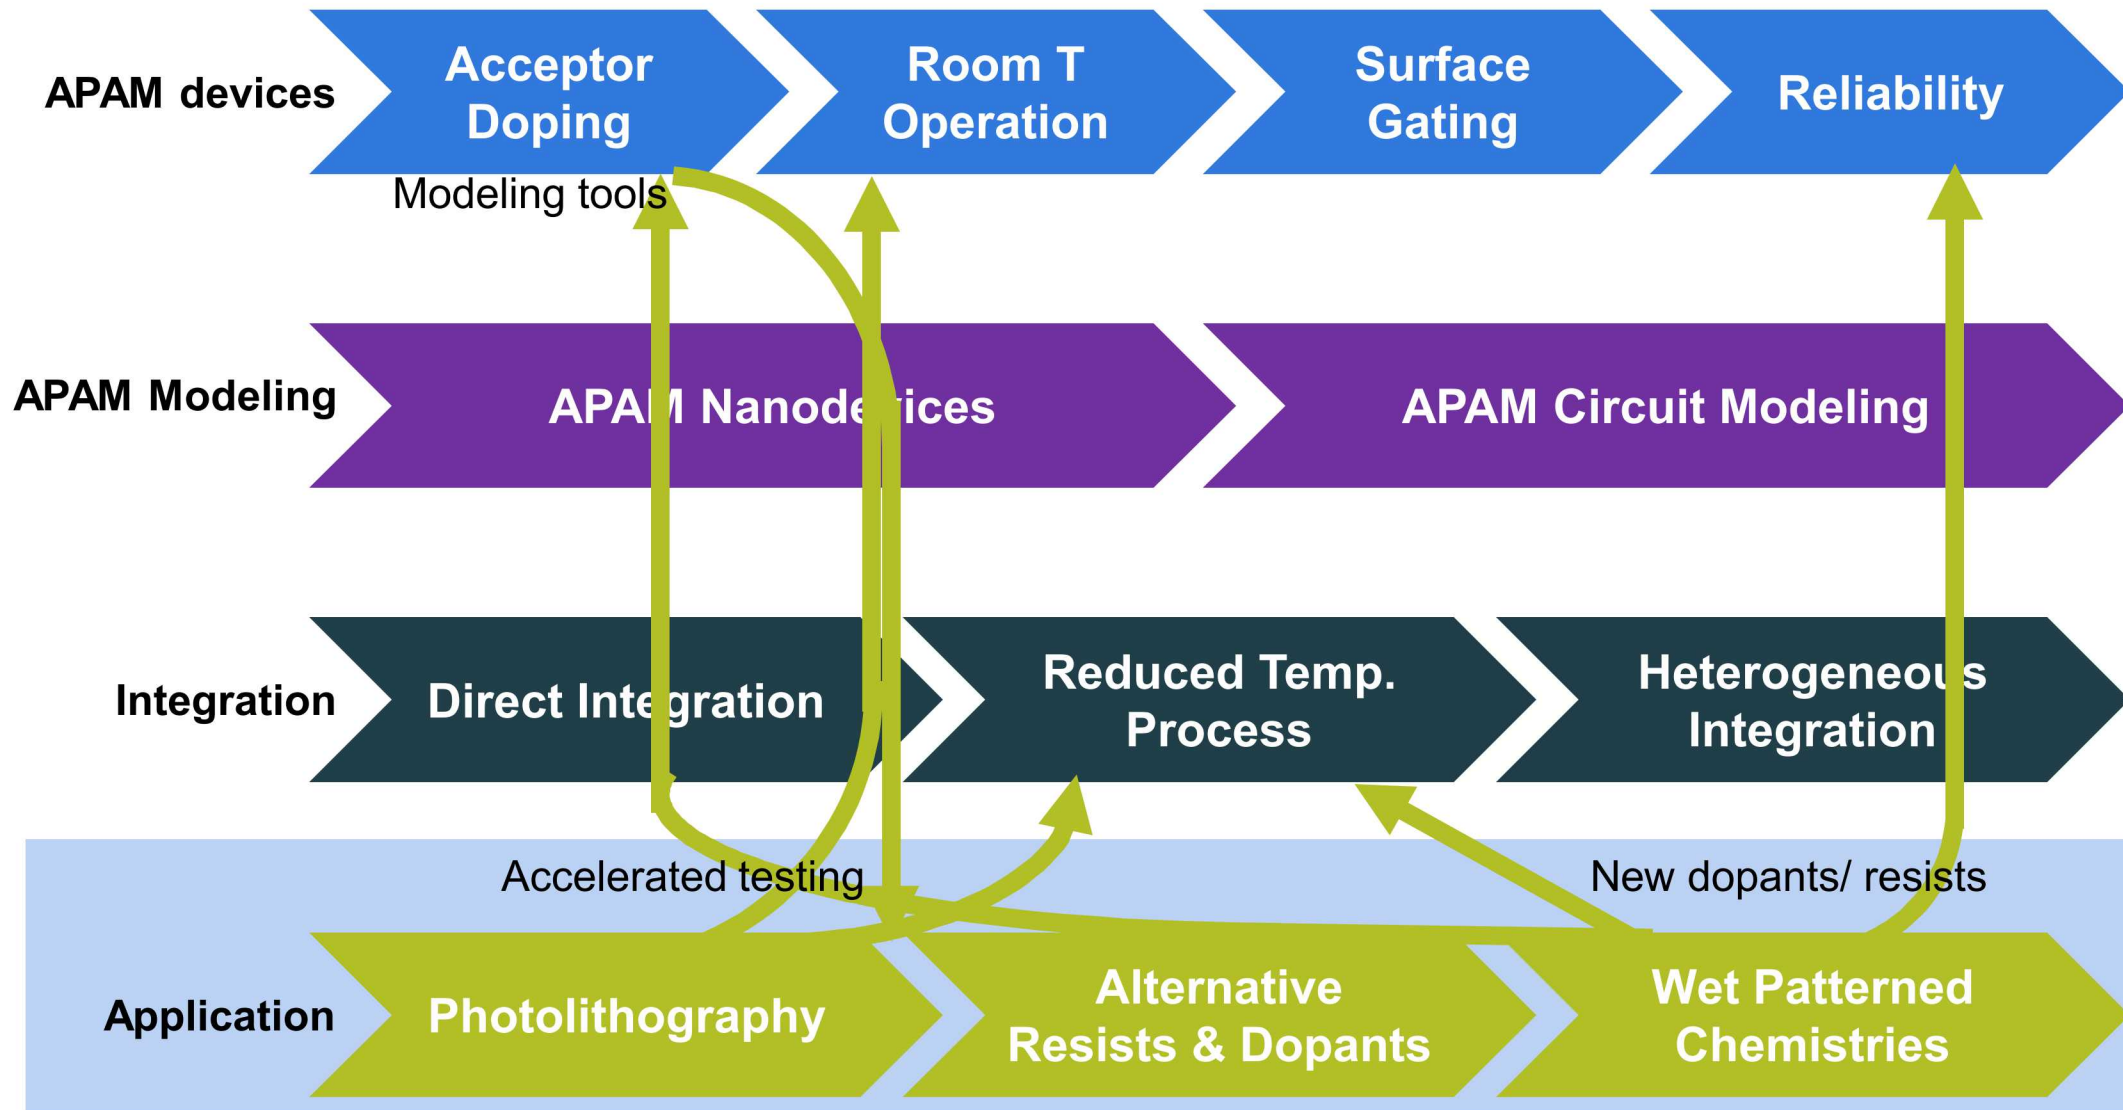 APAM devices
Acceptor
Doping
Room T
Operation
Surface
Gating
Reliability
Modeling tools
APAM Modeling
APAM Nanodevices
APAM Circuit Modeling
Integration
Direct Integration
Reduced Temp.
Process
Heterogeneous
Integration
Accelerated testing
New dopants/ resists
Application
Photolithography
Alternative
Resists & Dopants
Wet Patterned
Chemistries